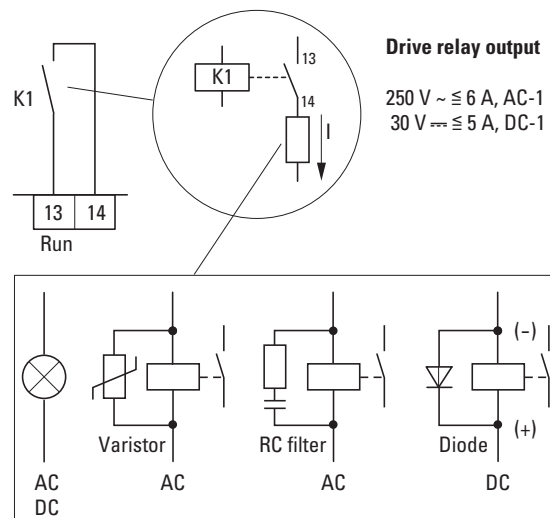 K1
13
14
Run
K1
13
14
I
Drive relay output
250 V ~ ≦ 6 A, AC-1
30 V ⎓ ≦ 5 A, DC-1
AC
DC
Varistor
AC
RC filter
AC
Diode
(−)
(+)
DC